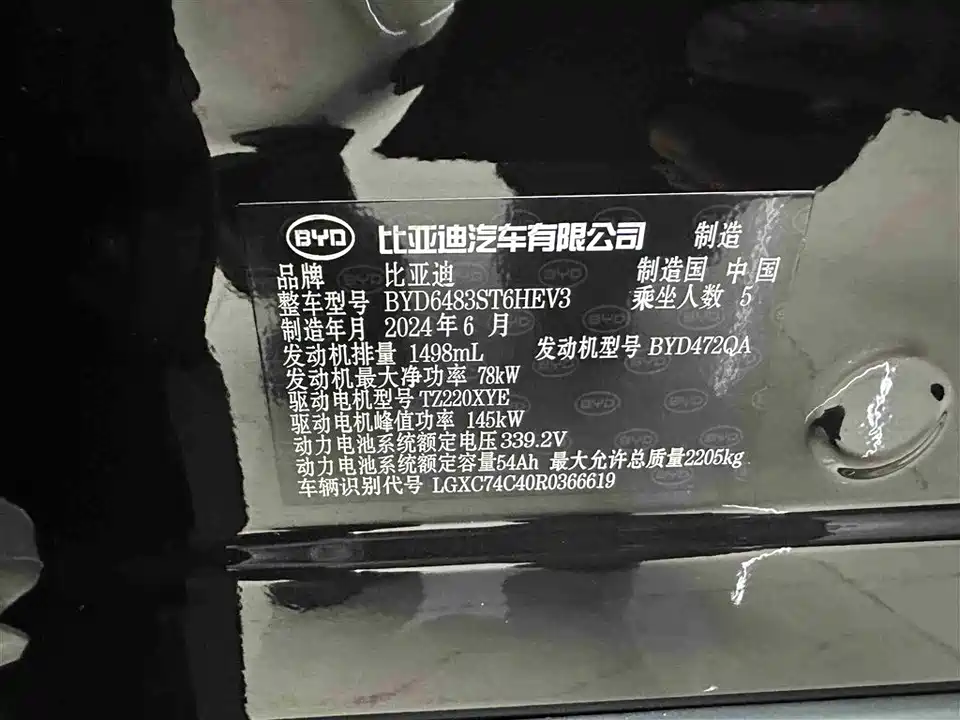 BYD 比亚迪汽车有限公司 制造
品牌 比亚迪 制造国 中国
整车型号 BYD6483ST6HEV3 乘坐人数 5
制造年月 2024年6月
发动机排量 1498mL 发动机型号 BYD472QA
发动机最大净功率 78kW
驱动电机型号 TZ220XYE
驱动电机峰值功率 145kW
动力电池系统额定电压 339.2V
动力电池系统额定容量54Ah 最大允许总质量2205kg
车辆识别代号 LGXC74C40R0366619